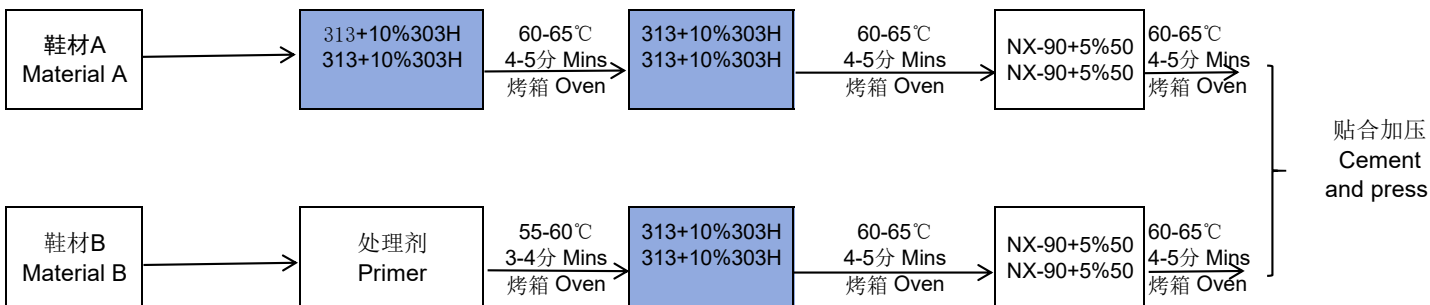 鞋材A
Material A
313+10%303H
313+10%303H
60-65℃
4-5分 Mins
烤箱 Oven
313+10%303H
313+10%303H
60-65℃
4-5分 Mins
烤箱 Oven
NX-90+5%50
NX-90+5%50
60-65℃
4-5分 Mins
烤箱 Oven
贴合加压
Cement
and press
鞋材B
Material B
处理剂
Primer
55-60℃
3-4分 Mins
烤箱 Oven
313+10%303H
313+10%303H
60-65℃
4-5分 Mins
烤箱 Oven
NX-90+5%50
NX-90+5%50
60-65℃
4-5分 Mins
烤箱 Oven